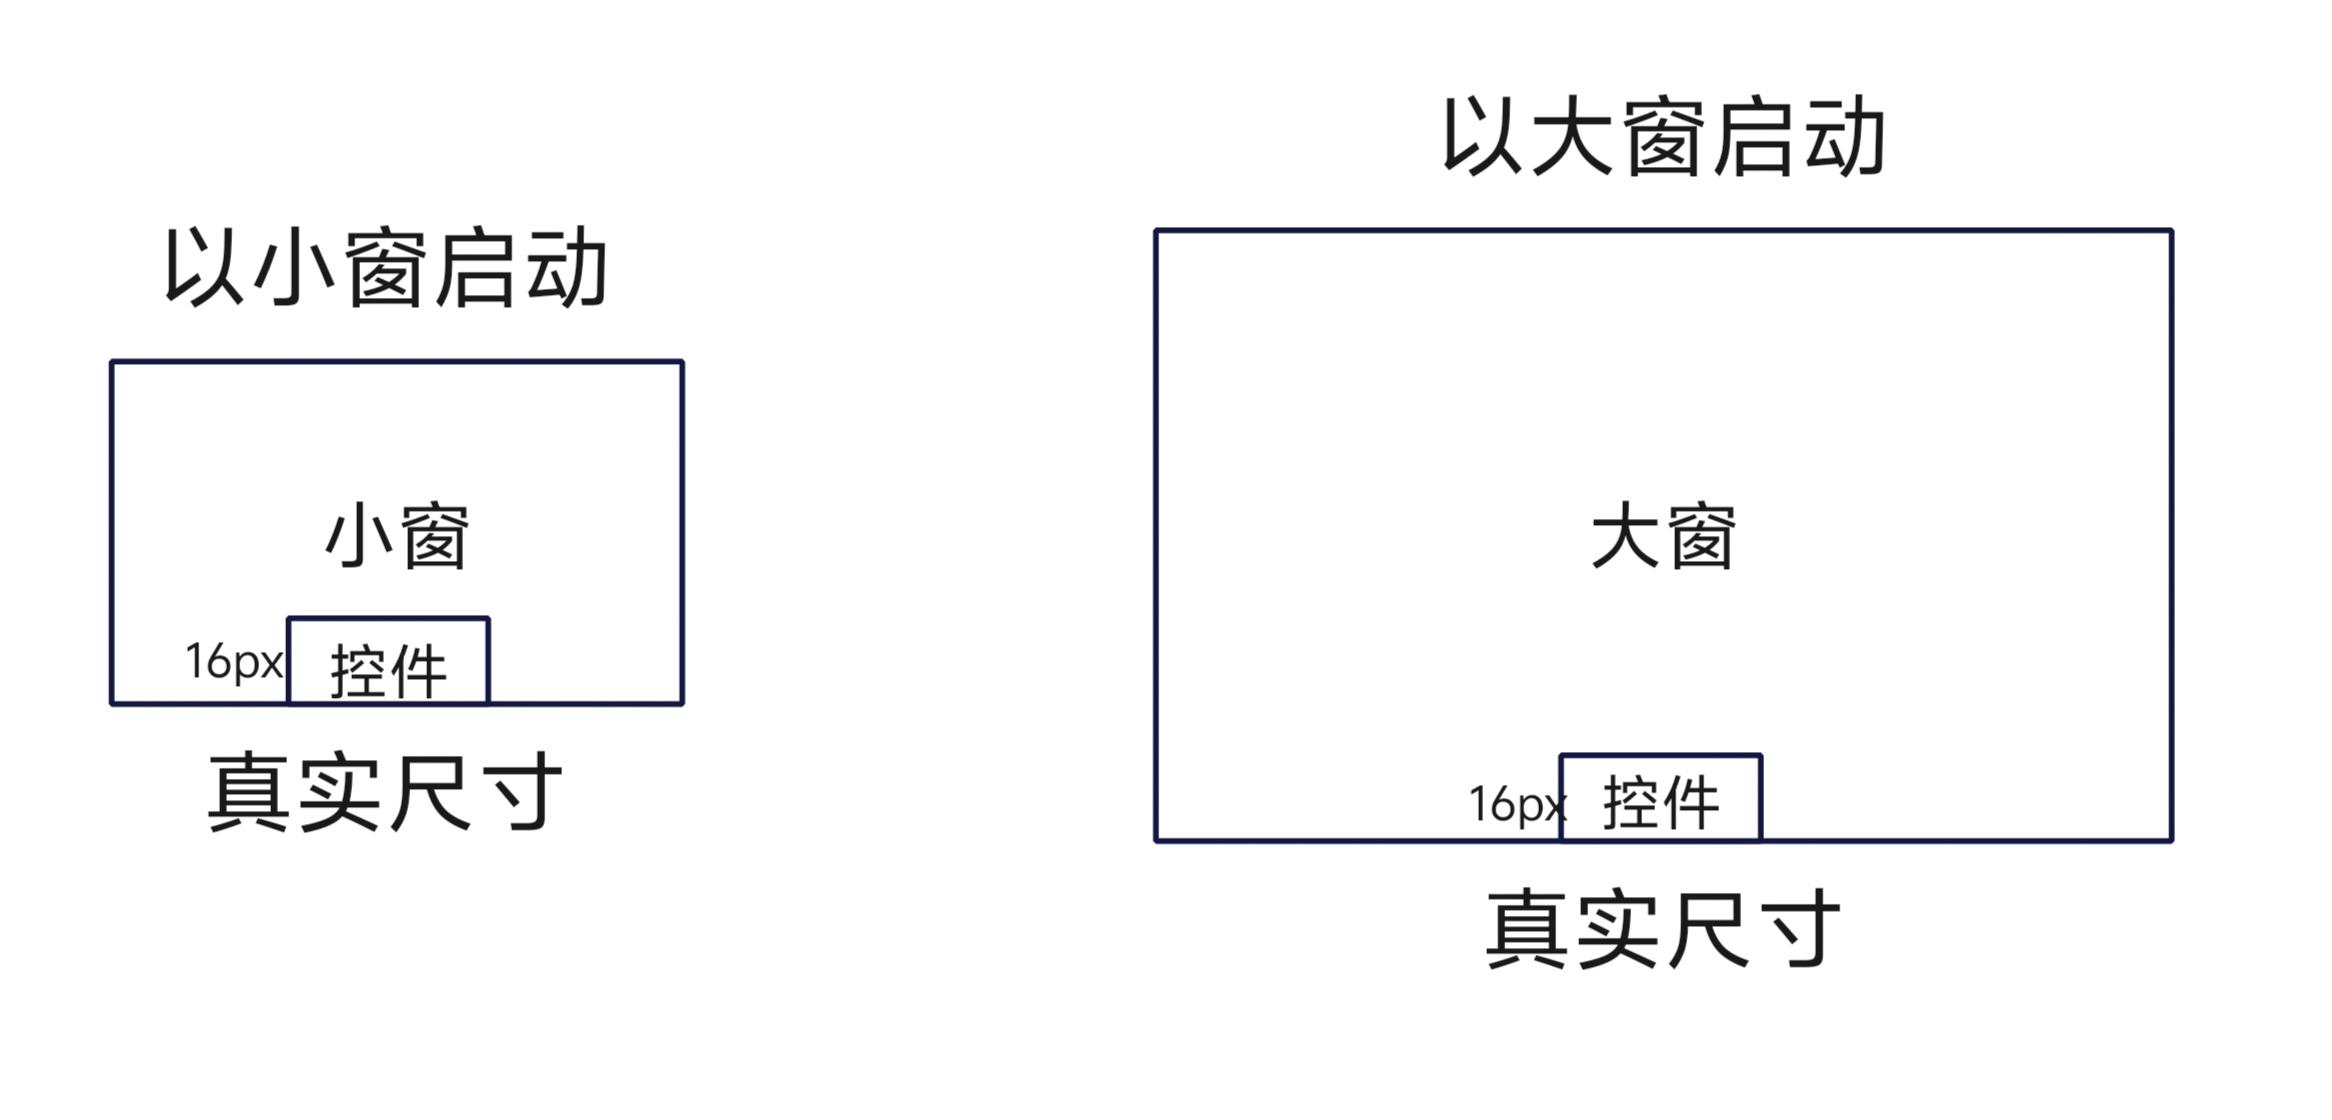 以小窗启动
小窗
16px
控件
真实尺寸
以大窗启动
大窗
16px
控件
真实尺寸